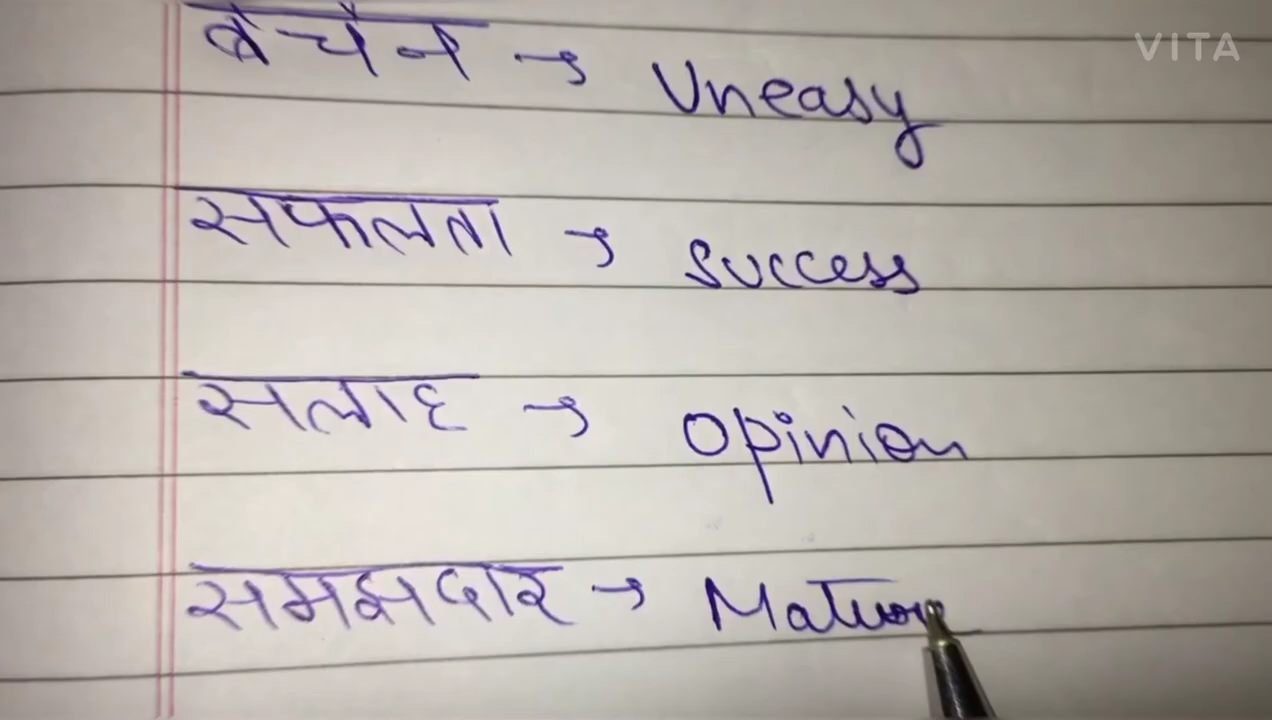 VITA
बेचैन → Uneasy
सफलता → success
सलाह → opinion
समझदार → Mature